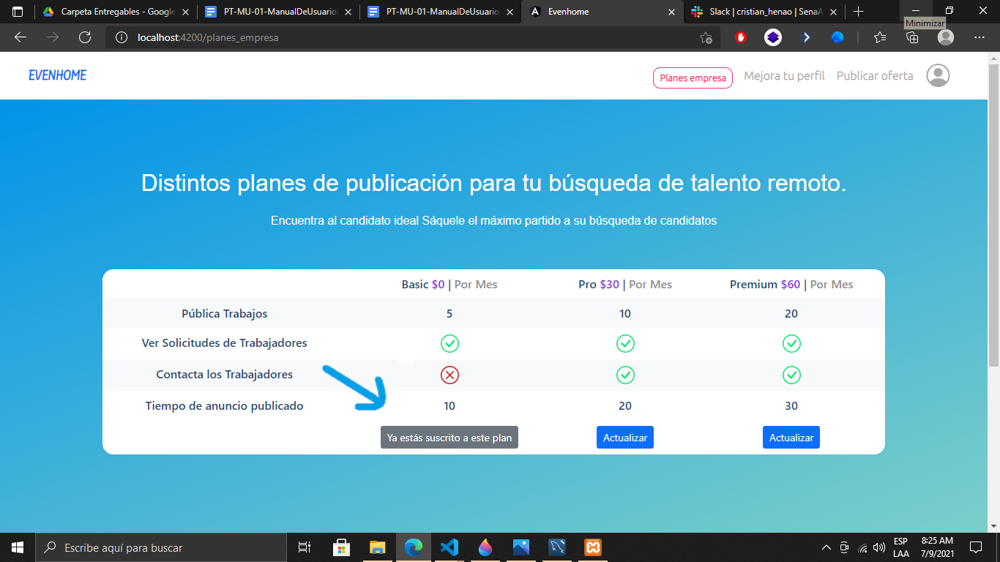 Carpeta Entregables - Google
PT-MU-01-ManualDeUsuario
PT-MU-01-ManualDeUsuario.
Evenhome
Slack | cristian_henao | SenaA
Minimizar
localhost:4200/planes_empresa
EVENHOME
Planes empresa
Mejora tu perfil
Publicar oferta
Distintos planes de publicación para tu búsqueda de talento remoto.
Encuentra al candidato ideal Sáquele el máximo partido a su búsqueda de candidatos
Basic $0 | Por Mes
Pro $30 | Por Mes
Premium $60 | Por Mes
Pública Trabajos
5
10
20
Ver Solicitudes de Trabajadores
Contacta los Trabajadores
Tiempo de anuncio publicado
10
20
30
Ya estás suscrito a este plan
Actualizar
Actualizar
Escribe aquí para buscar
ESP
LAA
8:25 AM
7/9/2021